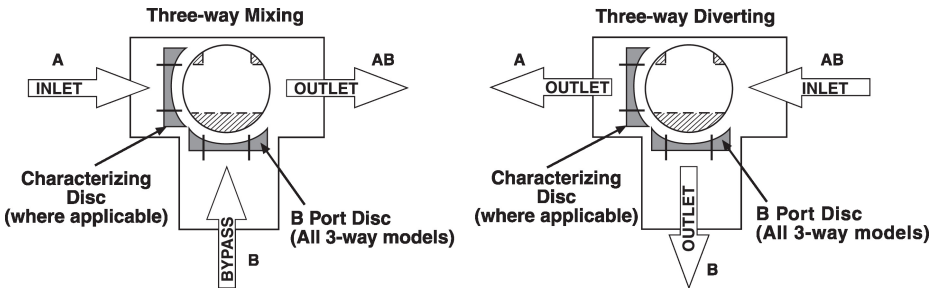 Three-way Mixing
A
INLET
AB
OUTLET
Characterizing
Disc
(where applicable)
B Port Disc
(All 3-way models)
BYPASS
B
Three-way Diverting
A
OUTLET
AB
INLET
Characterizing
Disc
(where applicable)
B Port Disc
(All 3-way models)
OUTLET
B